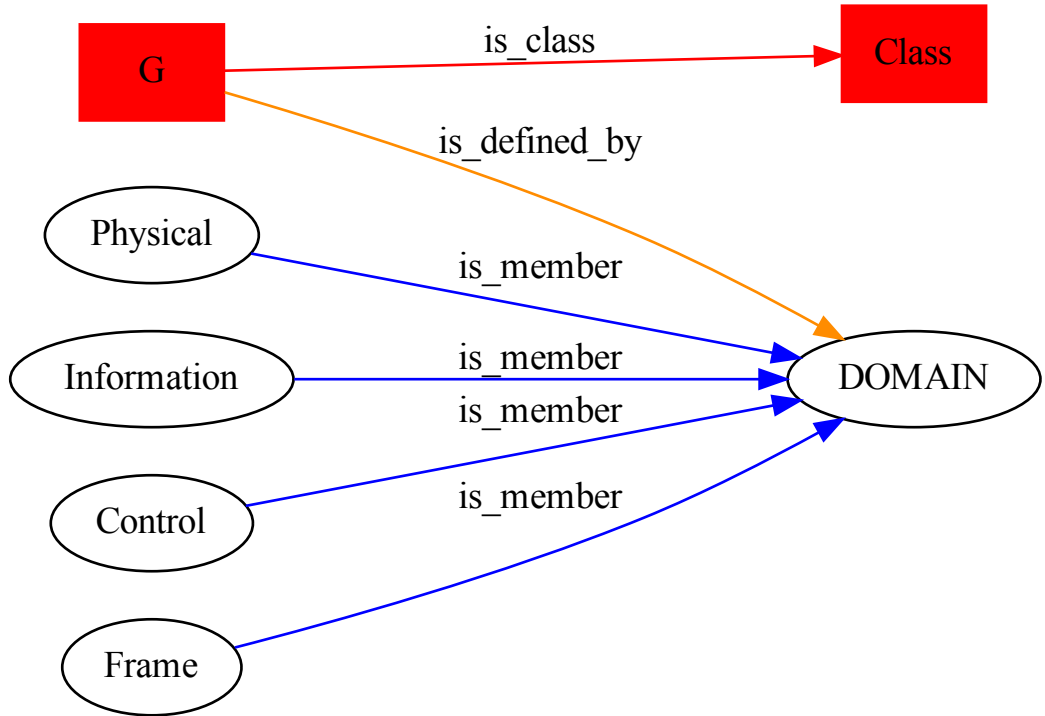 G
is_class
Class
is_defined_by
Physical
is_member
Information
is_member
DOMAIN
is_member
Control
is_member
Frame